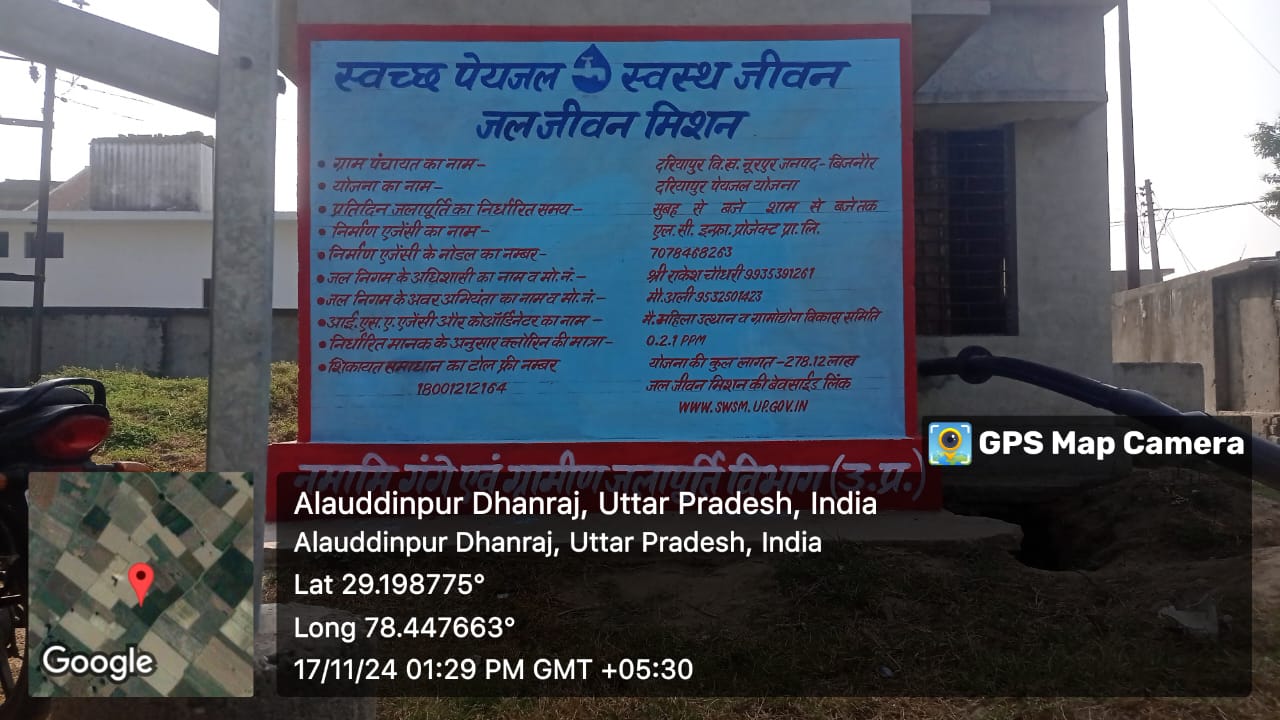 स्वच्छ पेयजल स्वस्थ जीवन
जल जीवन मिशन
• ग्राम पंचायत का नाम - दरियापुर वि.ख. नूरपुर जनपद - बिजनौर
• योजना का नाम - दरियापुर पेयजल योजना
• प्रतिदिन जलापूर्ति का निर्धारित समय - सुबह से बजे शाम से बजे तक
• निर्माण एजेंसी का नाम - एल.सी. इन्फ्रा. प्रोजेक्ट प्रा. लि.
• निर्माण एजेंसी के नोडल का नम्बर - 7078468263
• जल निगम के अधिशासी का नाम व मो. नं. - श्री राकेश चौधरी 9935391261
• जल निगम के अवर अभियंता का नाम व मो. नं. - मौ. अली 9532501423
• आई. एस. ए. एजेंसी और कोऑर्डिनेटर का नाम - मै. महिला उत्थान व ग्रामोद्योग विकास समिति
• निर्धारित मानक के अनुसार क्लोरिन की मात्रा - 0.2.1 PPM
• शिकायत समाधान का टोल फ्री नम्बर योजना की कुल लागत - 278.12 लाख
18001212164 जल जीवन मिशन की बेवसाईड लिंक
WWW.SWSM.UP.GOV.IN
नमामि गंगे एवं ग्रामीण जलापूर्ति विभाग (उ.प्र.)
GPS Map Camera
Alauddinpur Dhanraj, Uttar Pradesh, India
Alauddinpur Dhanraj, Uttar Pradesh, India
Lat 29.198775°
Long 78.447663°
17/11/24 01:29 PM GMT +05:30
Google